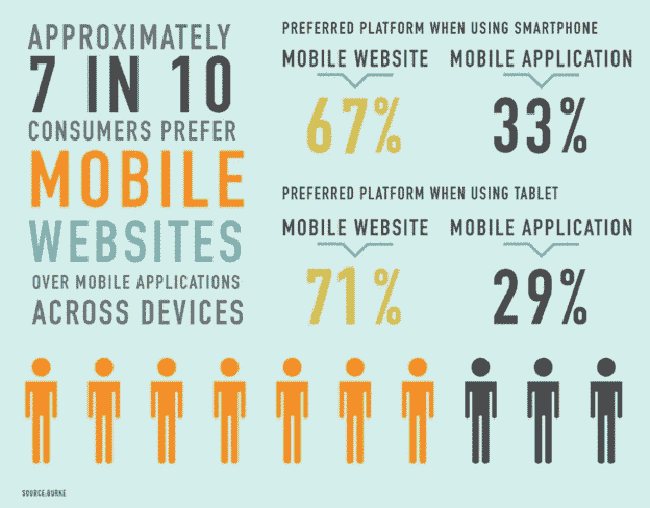 APPROXIMATELY
7 IN 10
CONSUMERS PREFER
MOBILE
WEBSITES
OVER MOBILE APPLICATIONS
ACROSS DEVICES
PREFERRED PLATFORM WHEN USING SMARTPHONE
MOBILE WEBSITE MOBILE APPLICATION
67% 33%
PREFERRED PLATFORM WHEN USING TABLET
MOBILE WEBSITE MOBILE APPLICATION
71% 29%
SOURCE:BURKE